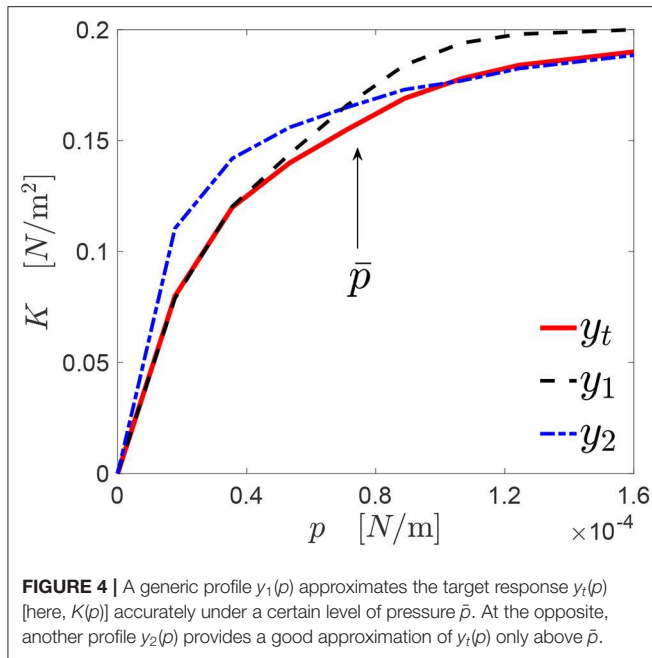 0.2
0.15
0.1
0.05
0
K [N/m²]
p̄
y_t
y_1
y_2
0 0.4 0.8 1.2 1.6
p [N/m] ×10⁻⁴
FIGURE 4 | A generic profile y₁(p) approximates the target response yₜ(p)
[here, K(p)] accurately under a certain level of pressure p̄. At the opposite,
another profile y₂(p) provides a good approximation of yₜ(p) only above p̄.